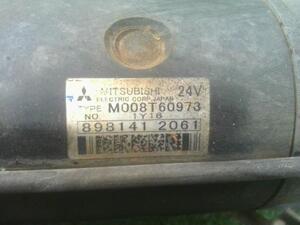 MITSUBISHI 24V
ELECTRIC CORP. JAPAN
TYPE M008T60973
NO. 1Y16
898141 2061